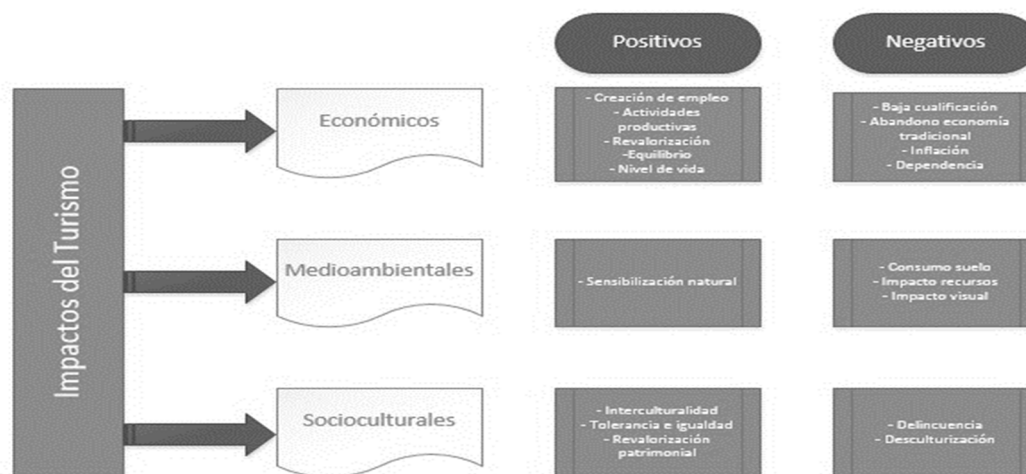 Positivos
Negativos
Impactos del Turismo
Económicos
- Creación de empleo
- Actividades
productivas
- Revalorización
-Equilibrio
- Nivel de vida
- Baja cualificación
- Abandono economía
tradicional
- Inflación
- Dependencia
Medioambientales
- Sensibilización natural
- Consumo suelo
- Impacto recursos
- Impacto visual
Socioculturales
- Interculturalidad
- Tolerancia e igualdad
- Revalorización
patrimonial
- Delincuencia
- Desculturización